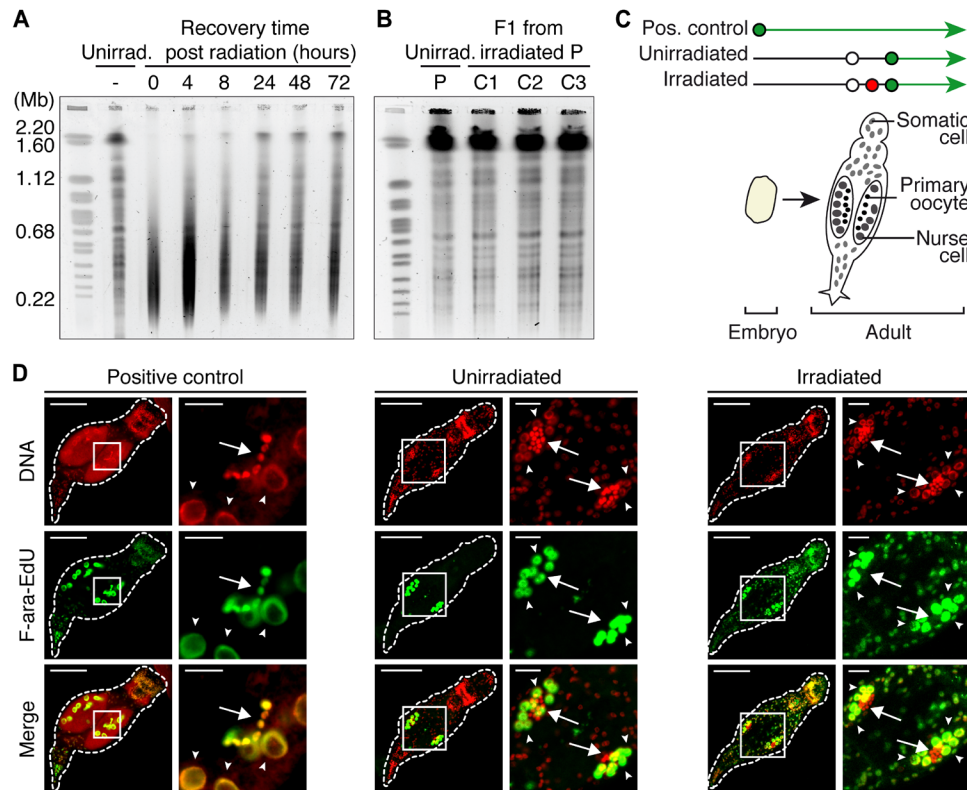 A
Recovery time
Unirrad. post radiation (hours)
- 0 4 8 24 48 72
(Mb)
2.20
1.60
1.12
0.68
0.22
B
F1 from
Unirrad. irradiated P
P C1 C2 C3
C
Pos. control
Unirradiated
Irradiated
Somatic
cell
Primary
oocyte
Nurse
cell
Embryo Adult
D
Positive control Unirradiated Irradiated
DNA
F-ara-EdU
Merge